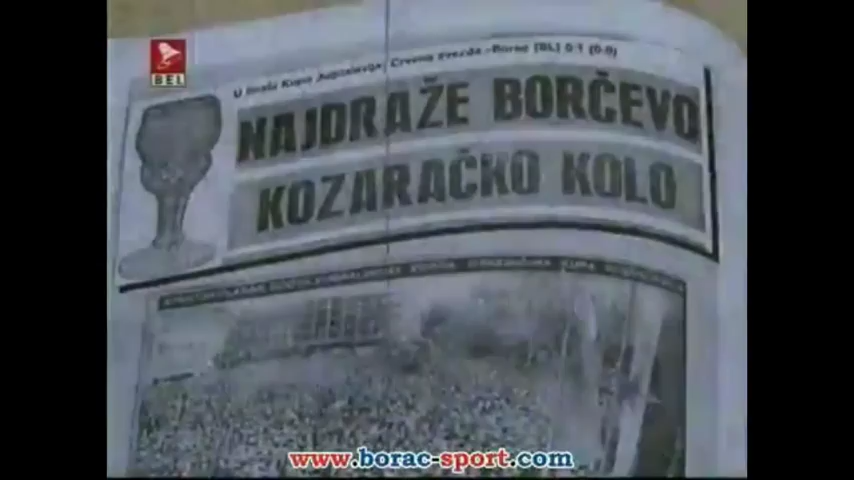 BEL
U finalu Kupa Jugoslavije, Crvena zvezda - Borac (BL) 0:1 (0:0)
NAJDRAŽE BORČEVO
KOZARAČKO KOLO
www.borac-sport.com